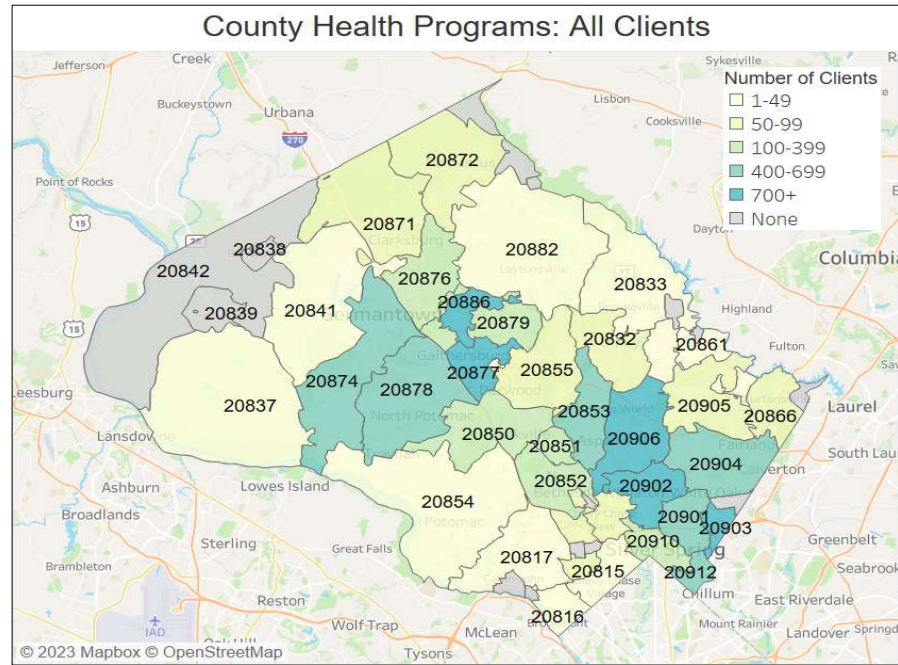 County Health Programs: All Clients
Number of Clients
1-49
50-99
100-399
400-699
700+
None
Jefferson
Creek
Buckeystown
Urbana
270
Point of Rocks
15
Lisbon
Sykesville
Cooksville
Dayton
Columbia
Highland
Fulton
Laurel
South Laurel
Greenbelt
Seabrook
East Riverdale
Chillum
Mount Rainier
Landover
Springdale
20872
20871
Clarksburg
20882
Laytonsville
20838
20842
20876
20833
20839
20841
20886
20879
Germantown
20832
20861
20877
20855
20874
20878
North Potomac
20837
20853
20905
20866
20850
20851
20906
20904
Fairland
Calverton
20852
20902
20854
Potomac
20901
20903
20910
20817
20815
20912
20816
15
Leesburg
Lansdowne
Ashburn
Broadlands
Lowes Island
Sterling
Great Falls
Brambleton
Reston
Wolf Trap
IAD
McLean
Tysons
© 2023 Mapbox © OpenStreetMap